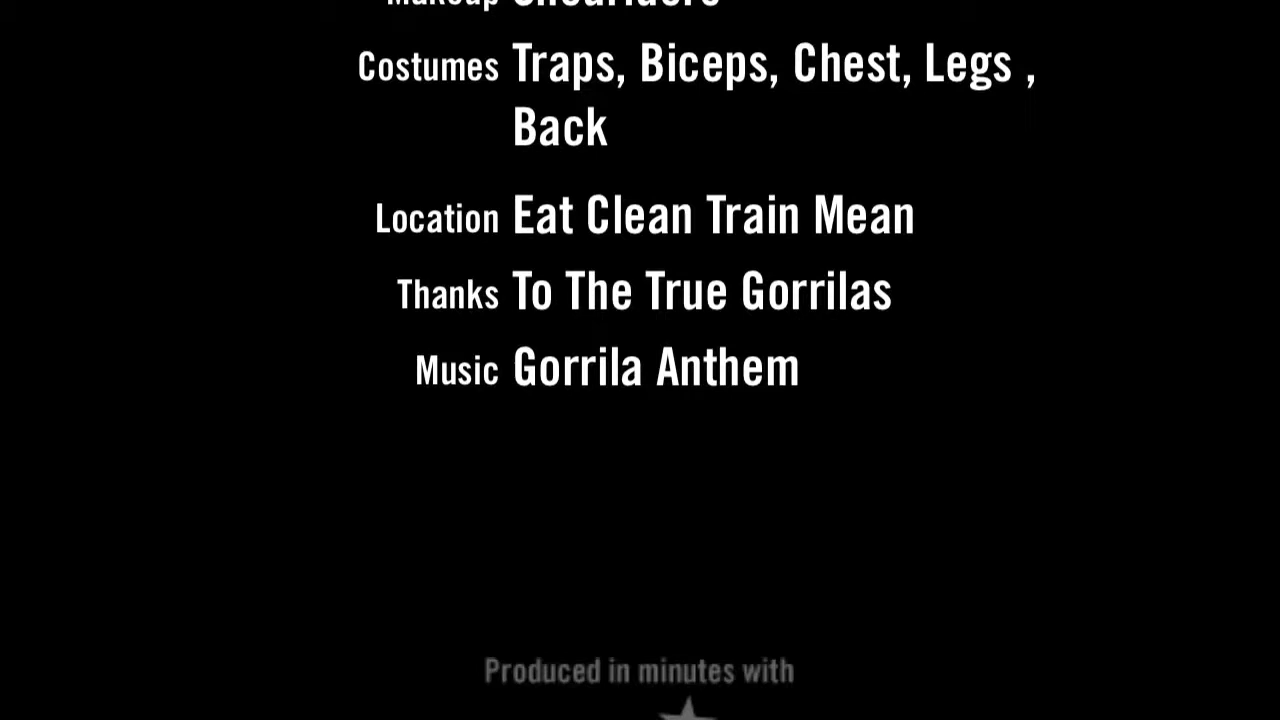 Makeup
Costumes Traps, Biceps, Chest, Legs ,
Back
Location Eat Clean Train Mean
Thanks To The True Gorrilas
Music Gorrila Anthem
Produced in minutes with